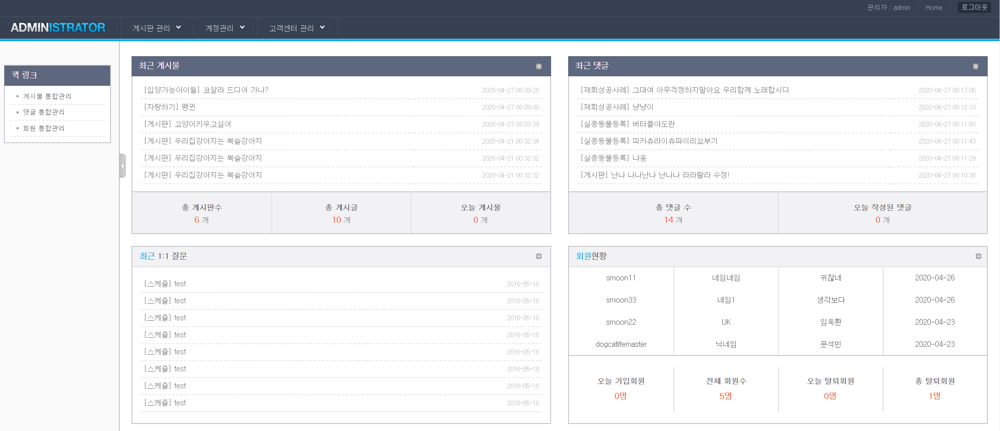 관리자 : admin Home 로그아웃
ADMINISTRATOR 게시판 관리 계정관리 고객센터 관리
퀵 링크
게시물 통합관리
댓글 통합관리
회원 통합관리
최근 게시물
[입양가능아이들] 코알라 드디어 가나? 2020-04-27 08:09:28
[자랑하기] 펭귄 2020-04-27 08:09:00
[게시판] 고양이키우고싶어 2020-04-27 08:03:39
[게시판] 우리집강아지는 복슬강아지 2020-04-21 00:32:34
[게시판] 우리집강아지는 복슬강아지 2020-04-21 00:32:32
[게시판] 우리집강아지는 복슬강아지 2020-04-21 00:32:32
총 게시판수 총 게시글 오늘 게시물
6 개 10 개 0 개
최근 댓글
[재회성공사례] 그대여 아무걱정하지말아요 우리함께 노래합시다 2020-04-27 08:17:06
[재회성공사례] 냥냥이 2020-04-27 08:12:10
[실종동물등록] 버터플야도란 2020-04-27 08:11:50
[실종동물등록] 피카츄라이츄파이리꼬부기 2020-04-27 08:11:43
[실종동물등록] 냐옹 2020-04-27 08:11:29
[게시판] 난나 나나난나 난나나 라라랄라 수정! 2020-04-27 08:10:36
총 댓글 수 오늘 작성된 댓글
14 개 0 개
최근 1:1 질문
[스케쥴] test 2016-05-18
[스케쥴] test 2016-05-18
[스케쥴] test 2016-05-18
[스케쥴] test 2016-05-18
[스케쥴] test 2016-05-18
[스케쥴] test 2016-05-18
[스케쥴] test 2016-05-18
[스케쥴] test 2016-05-18
회원현황
smoon11 네임네임 귀찮네 2020-04-26
smoon33 네임1 생각보다 2020-04-26
smoon22 UK 임욱환 2020-04-23
dogcatlifemaster 닉네임 문석빈 2020-04-23
오늘 가입회원 전체 회원수 오늘 탈퇴회원 총 탈퇴회원
0명 5명 0명 1명